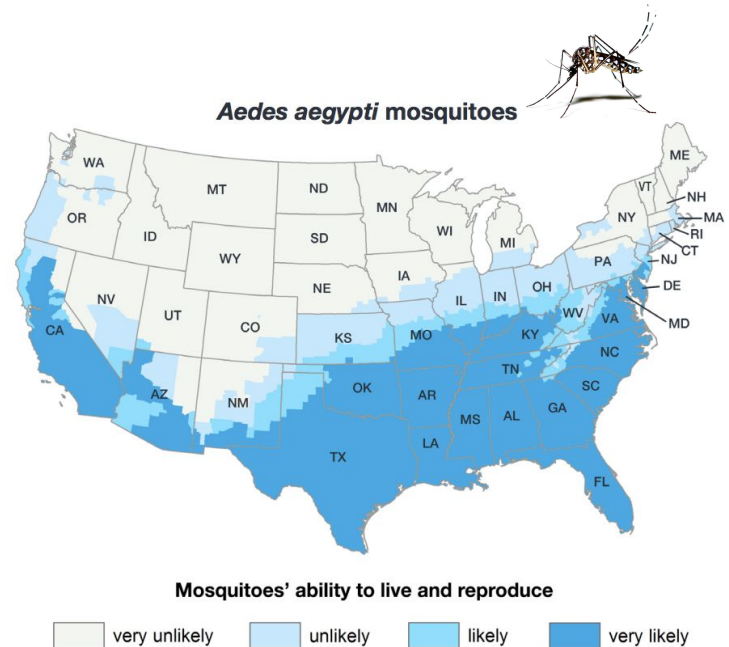 Aedes aegypti mosquitoes
ME
WA
VT
NH
MT
ND
MN
MA
OR
NY
WI
RI
MI
ID
SD
CT
WY
PA
NJ
IA
NE
OH
DE
NV
IL
IN
UT
WV
CO
MD
VA
CA
KS
MO
KY
NC
TN
AZ
OK
NM
AR
SC
GA
MS
AL
LA
TX
FL
Mosquitoes' ability to live and reproduce
very unlikely
unlikely
likely
very likely